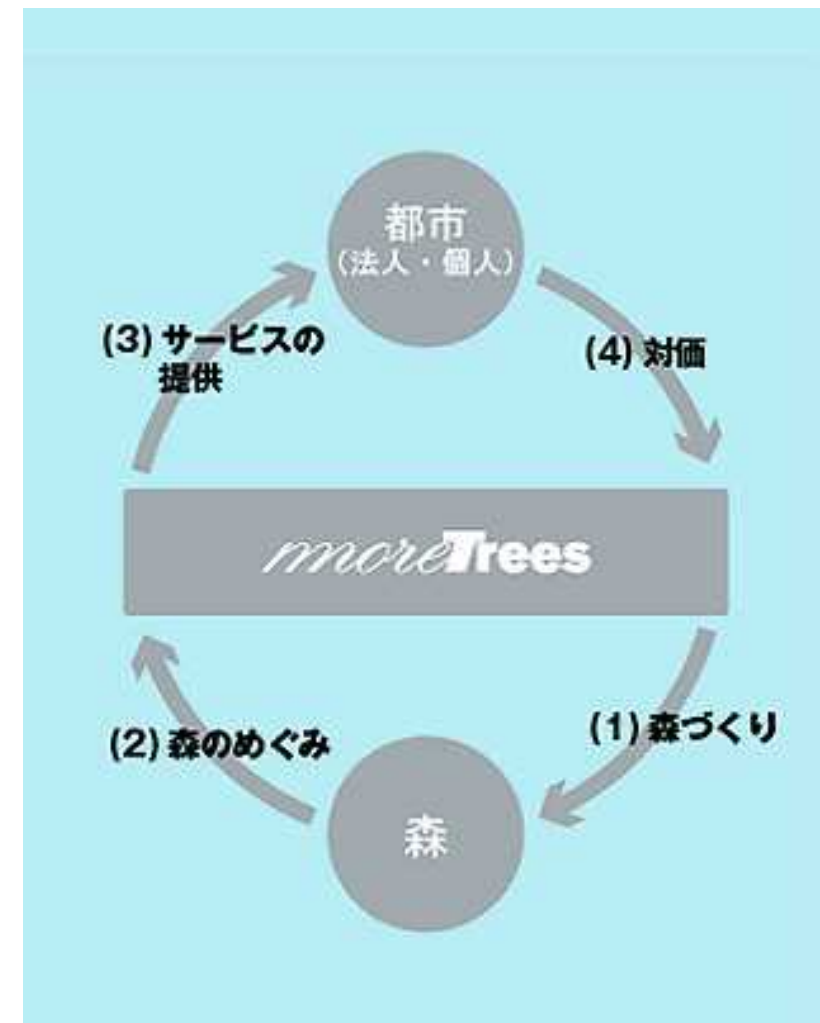 都市
(法人・個人)
(3) サービスの
提供
(4) 対価
moreTrees
(1) 森づくり
(2) 森のめぐみ
森